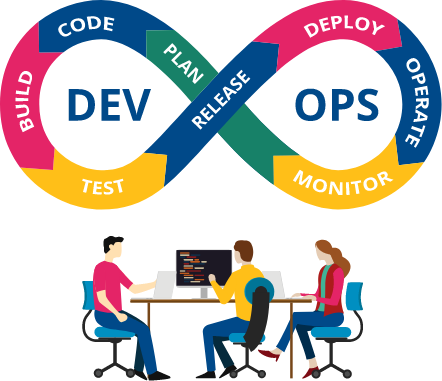 CODE
PLAN
DEPLOY
BUILD
DEV
RELEASE
OPS
OPERATE
TEST
MONITOR